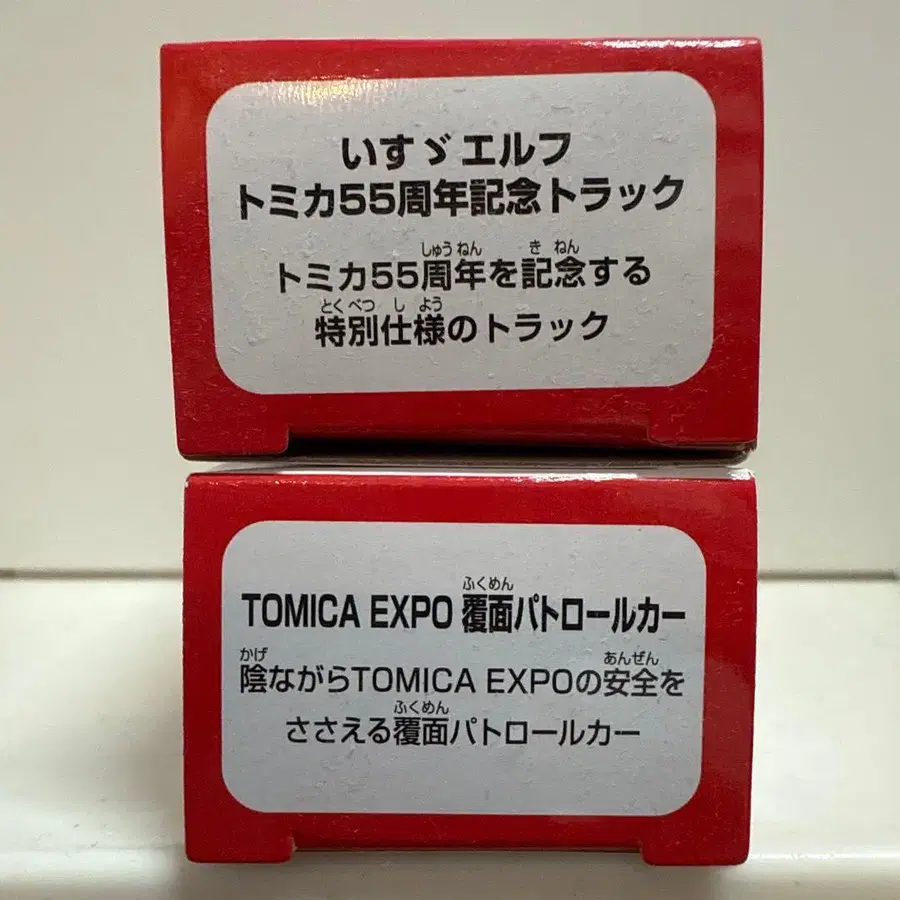 いすゞエルフ
トミカ55周年記念トラック
しゅうねん きねん
トミカ55周年を記念する
とくべつ しよう
特別仕様のトラック
ふくめん
TOMICA EXPO 覆面パトロールカー
かげ あんぜん
陰ながらTOMICA EXPOの安全を
ふくめん
ささえる覆面パトロールカー